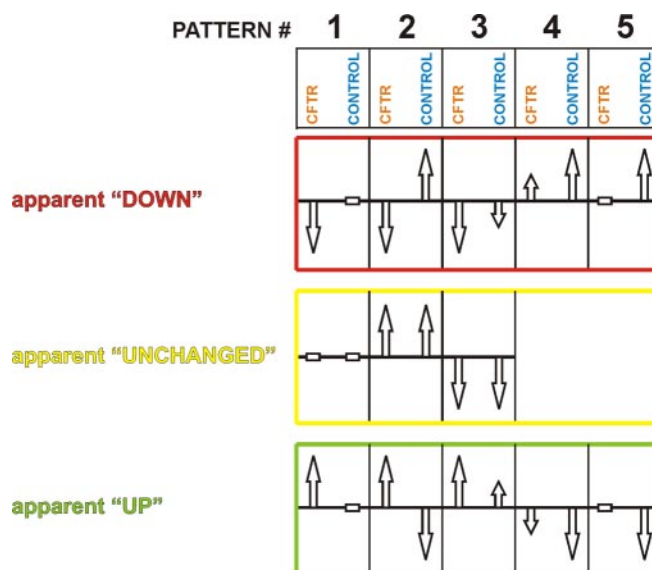 PATTERN # 1 2 3 4 5
CFTR CONTROL CFTR CONTROL CFTR CONTROL CFTR CONTROL CFTR CONTROL
apparent “DOWN”
apparent “UNCHANGED”
apparent “UP”